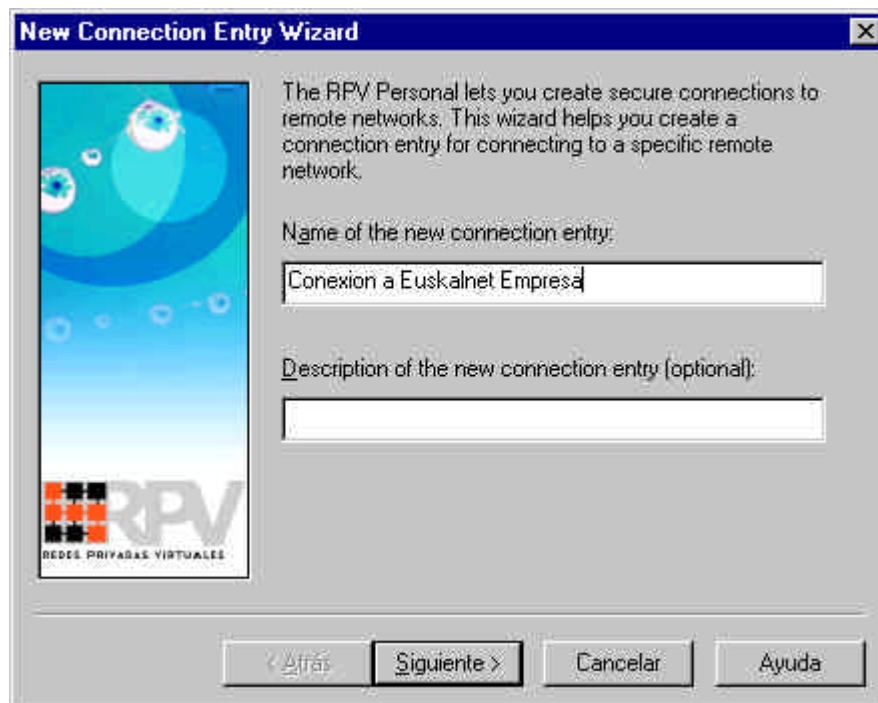 New Connection Entry Wizard
The RPV Personal lets you create secure connections to
remote networks. This wizard helps you create a
connection entry for connecting to a specific remote
network.
Name of the new connection entry:
Conexion a Euskalnet Empresa
Description of the new connection entry (optional):
RPV
REDES PRIVADAS VIRTUALES
< Atrás
Siguiente >
Cancelar
Ayuda